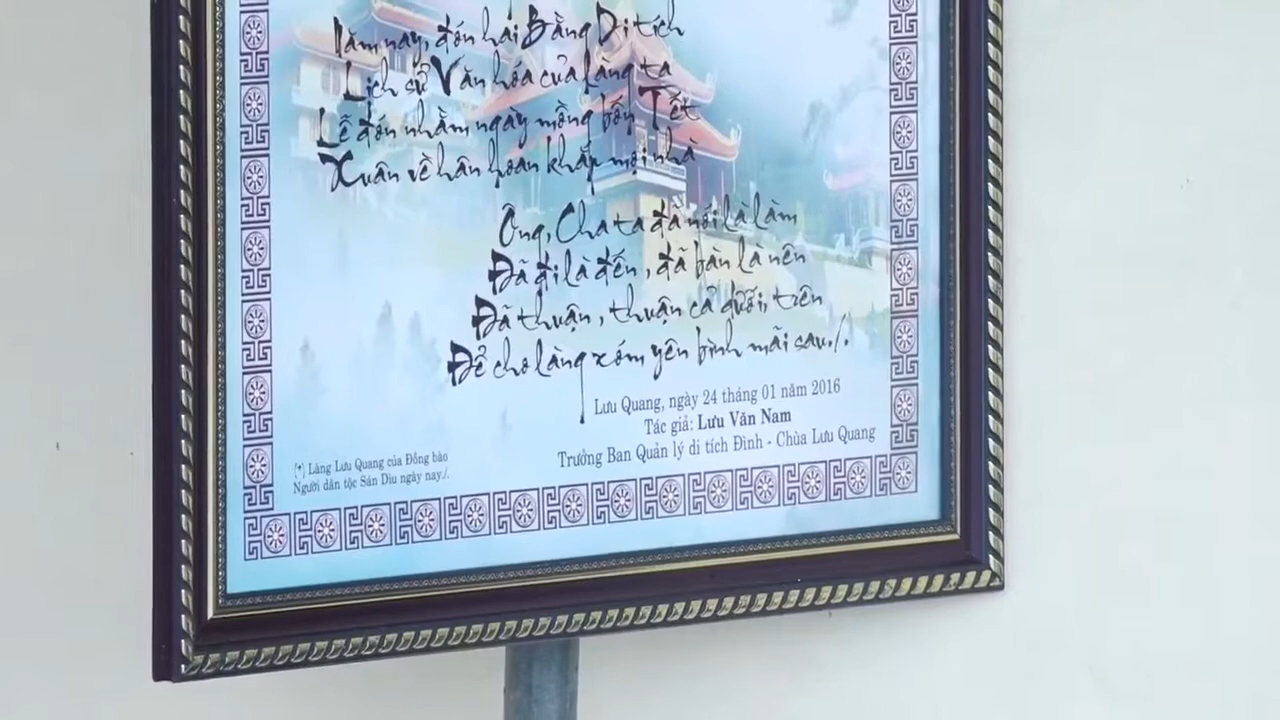 Năm nay, đón hai Bằng Di tích
Lịch sử Văn hóa của làng ta
Lễ đón nhằm ngày mồng bốn Tết
Xuân về hân hoan khắp mọi nhà
Ông, Cha ta đã nói là làm
Đã đi là đến, đã bàn là nên
Đã thuận, thuận cả dưới, trên
Để cho làng xóm yên bình mãi sau./.
Lưu Quang, ngày 24 tháng 01 năm 2016
Tác giả: Lưu Văn Nam
Trưởng Ban Quản lý di tích Đình - Chùa Lưu Quang
(*) Làng Lưu Quang của Đồng bào
Người dân tộc Sán Dìu ngày nay./.